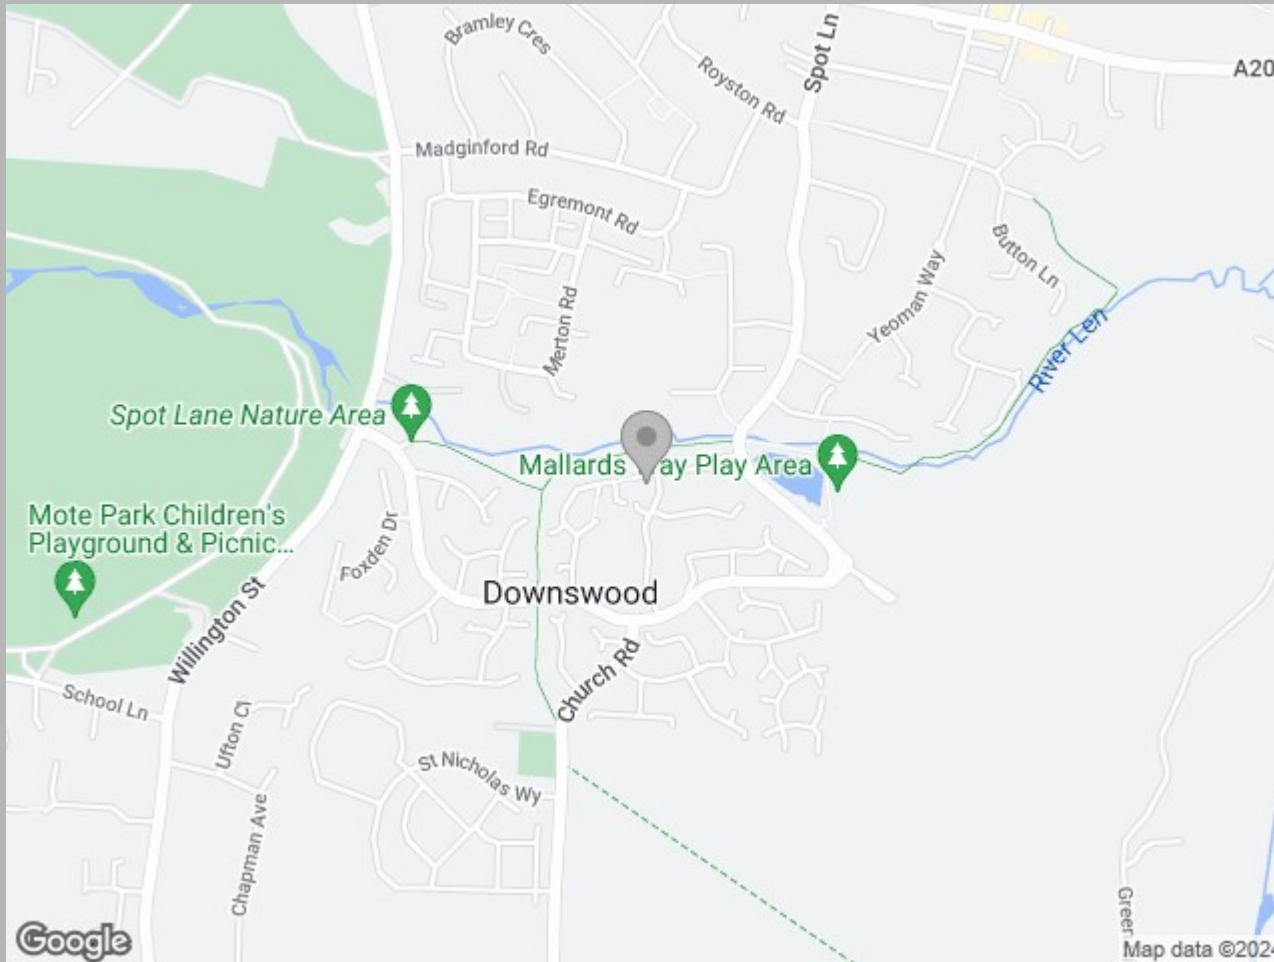 Bramley Cres
Spot Ln
Royston Rd
A20
Madginford Rd
Egremont Rd
Button Ln
Yeoman Way
Merton Rd
River Len
Spot Lane Nature Area
Mallards ay Play Area
Mote Park Children's
Playground & Picnic...
Foxden Dr
Downswood
Willington St
Church Rd
School Ln
Ufton Cl
St Nicholas Wy
Chapman Ave
Green
Google
Map data ©2024